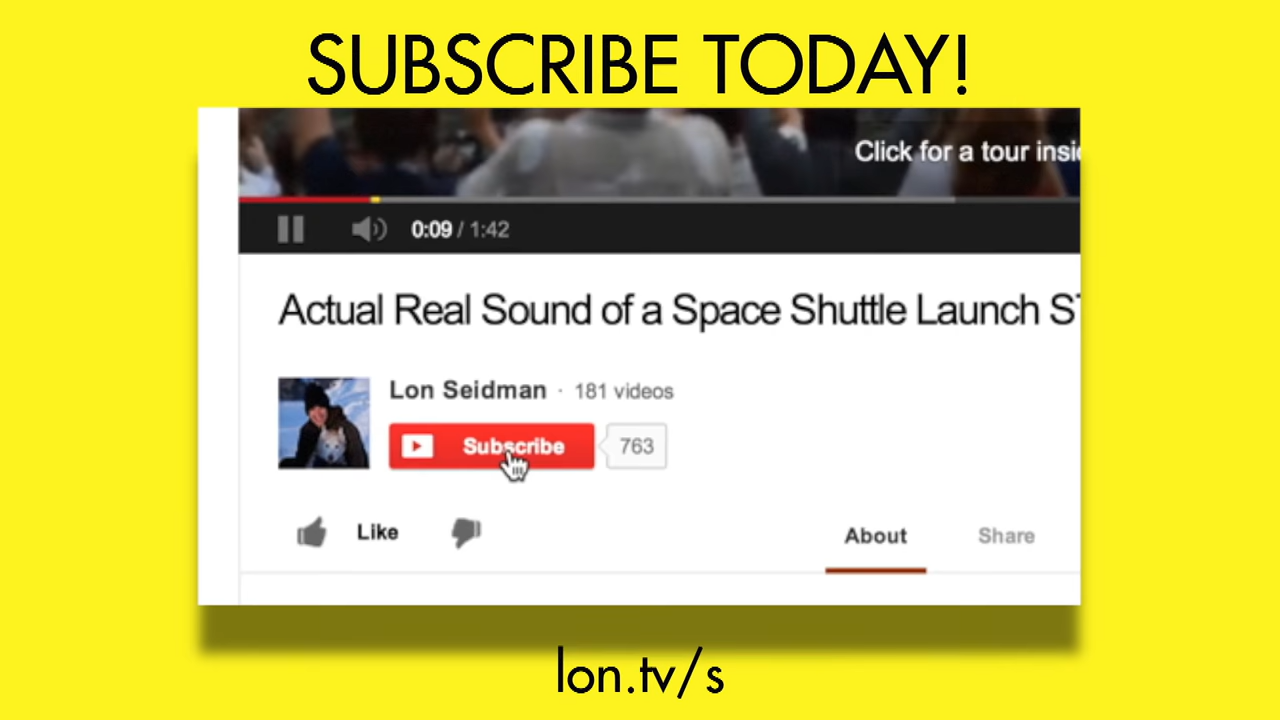 SUBSCRIBE TODAY!
Click for a tour insi
0:09 / 1:42
Actual Real Sound of a Space Shuttle Launch S
Lon Seidman · 181 videos
Subscribe 763
Like About Share
lon.tv/s